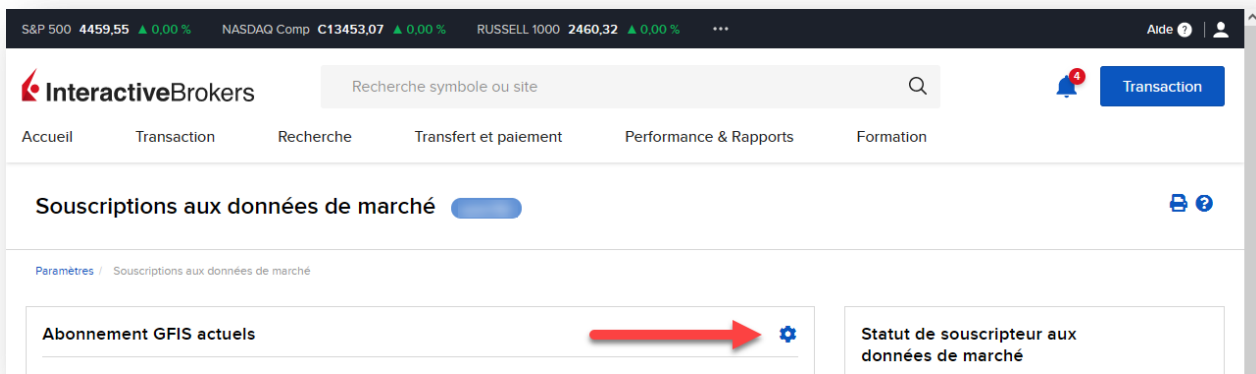 S&P 500 4459,55 ▲ 0,00 % NASDAQ Comp C13453,07 ▲ 0,00 % RUSSELL 1000 2460,32 ▲ 0,00 % ••• Aide ?
InteractiveBrokers Recherche symbole ou site 4 Transaction
Accueil Transaction Recherche Transfert et paiement Performance & Rapports Formation
Souscriptions aux données de marché ?
Paramètres / Souscriptions aux données de marché
Abonnement GFIS actuels Statut de souscripteur aux
données de marché